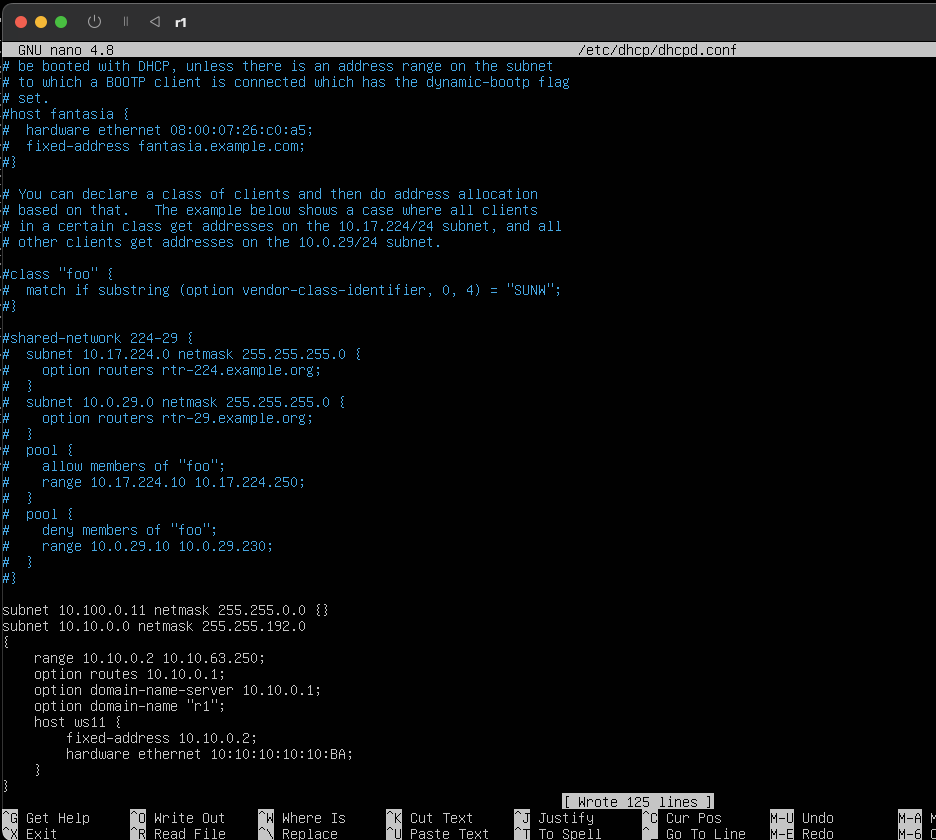 r1
GNU nano 4.8 /etc/dhcp/dhcpd.conf
# be booted with DHCP, unless there is an address range on the subnet
# to which a BOOTP client is connected which has the dynamic-bootp flag
# set.
#host fantasia {
#  hardware ethernet 08:00:07:26:c0:a5;
#  fixed-address fantasia.example.com;
#}
# You can declare a class of clients and then do address allocation
# based on that.   The example below shows a case where all clients
# in a certain class get addresses on the 10.17.224/24 subnet, and all
# other clients get addresses on the 10.0.29/24 subnet.
#class "foo" {
#  match if substring (option vendor-class-identifier, 0, 4) = "SUNW";
#}
#shared-network 224-29 {
#  subnet 10.17.224.0 netmask 255.255.255.0 {
#    option routers rtr-224.example.org;
#  }
#  subnet 10.0.29.0 netmask 255.255.255.0 {
#    option routers rtr-29.example.org;
#  }
#  pool {
#    allow members of "foo";
#    range 10.17.224.10 10.17.224.250;
#  }
#  pool {
#    deny members of "foo";
#    range 10.0.29.10 10.0.29.230;
#  }
#}
subnet 10.100.0.11 netmask 255.255.0.0 {}
subnet 10.10.0.0 netmask 255.255.192.0
{
    range 10.10.0.2 10.10.63.250;
    option routes 10.10.0.1;
    option domain-name-server 10.10.0.1;
    option domain-name "r1";
    host ws11 {
        fixed-address 10.10.0.2;
        hardware ethernet 10:10:10:10:10:BA;
    }
}
[ Wrote 125 lines ]
^G Get Help ^O Write Out ^W Where Is ^K Cut Text ^J Justify ^C Cur Pos M-U Undo M-A
^X Exit ^R Read File ^\ Replace ^U Paste Text ^T To Spell ^_ Go To Line M-E Redo M-6